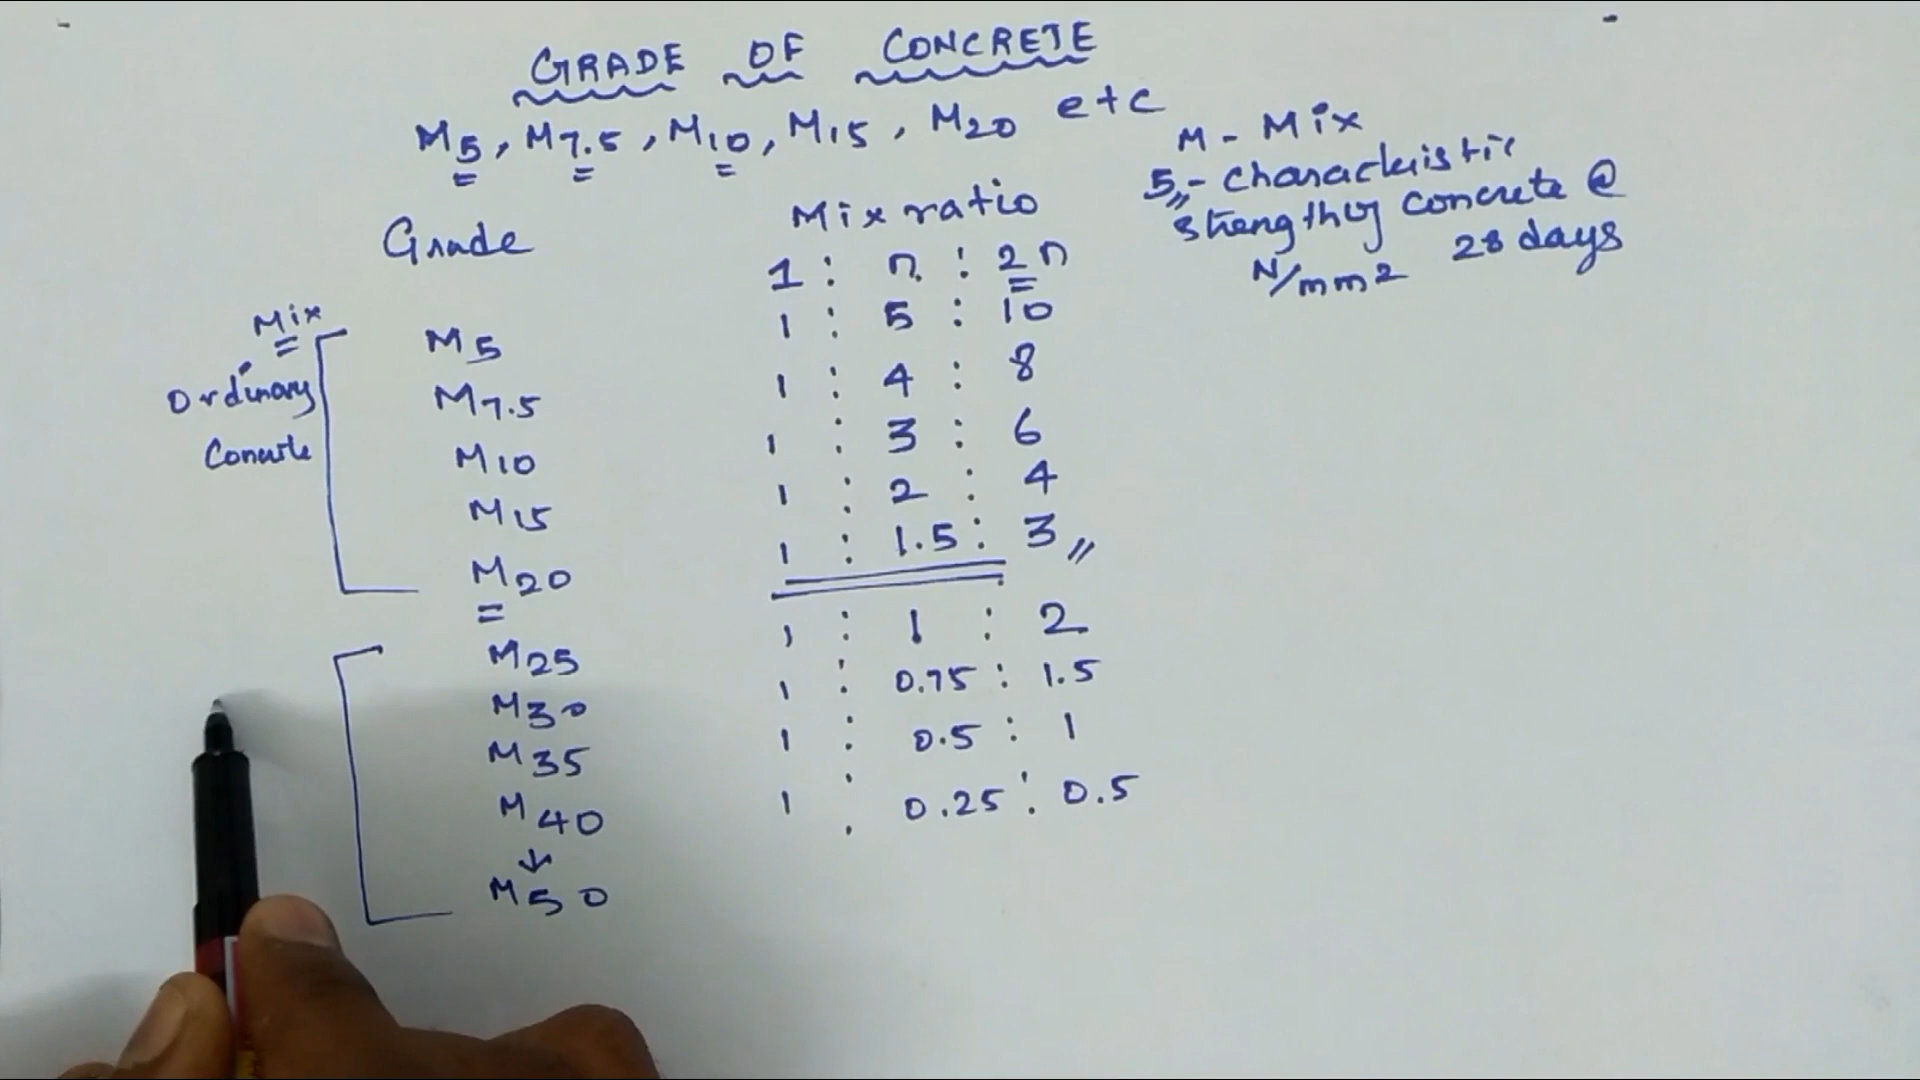 GRADE OF CONCRETE
M5, M7.5, M10, M15, M20 etc
M - Mix
5,, - characteristic
strength of concrete @
28 days
N/mm2
Grade
Mix ratio
1 : n : 2n
Mix
Ordinary
Concrete
M5 1 : 5 : 10
M7.5 1 : 4 : 8
M10 1 : 3 : 6
M15 1 : 2 : 4
M20 1 : 1.5 : 3 ,,
M25 1 : 1 : 2
M30 1 : 0.75 : 1.5
M35 1 : 0.5 : 1
M40 1 : 0.25 : 0.5
↓
M50